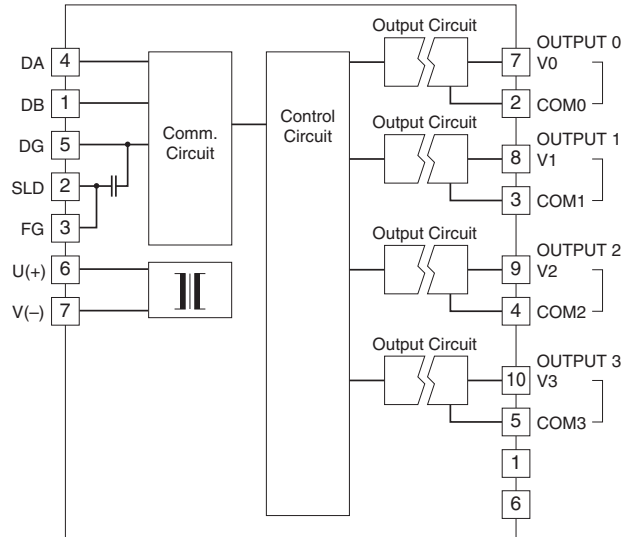 Output Circuit
OUTPUT 0
DA 4
7 V0
DB 1
2 COM0
DG 5
Comm. Circuit
Control Circuit
Output Circuit
OUTPUT 1
8 V1
SLD 2
3 COM1
FG 3
U(+) 6
V(–) 7
Output Circuit
OUTPUT 2
9 V2
4 COM2
Output Circuit
OUTPUT 3
10 V3
5 COM3
1
6